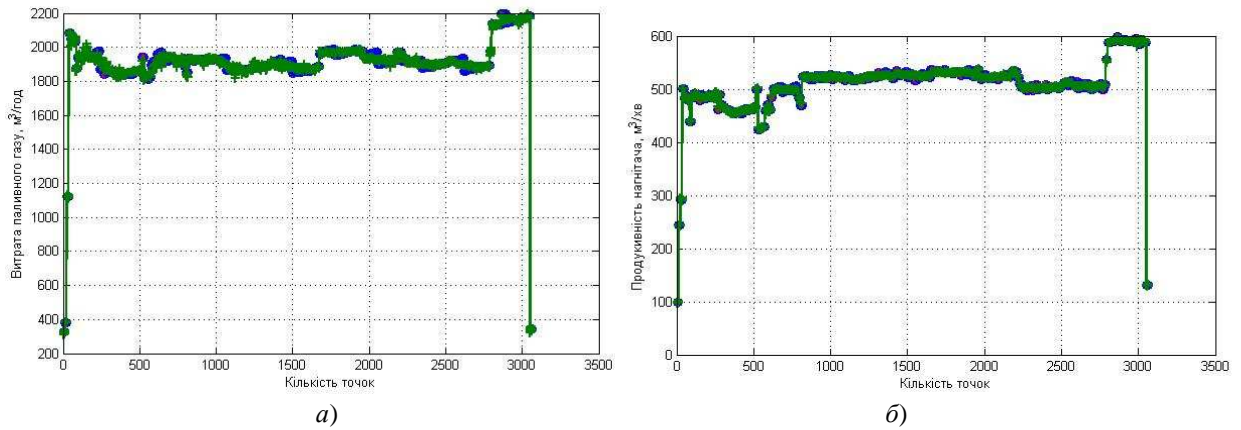 2200
2000
1800
1600
1400
1200
1000
800
600
400
200
Витрата паливного газу, м³/год
0 500 1000 1500 2000 2500 3000 3500
Кількість точок
а)
600
500
400
300
200
100
0
Продукивність нагнітача, м³/хв
0 500 1000 1500 2000 2500 3000 3500
Кількість точок
б)